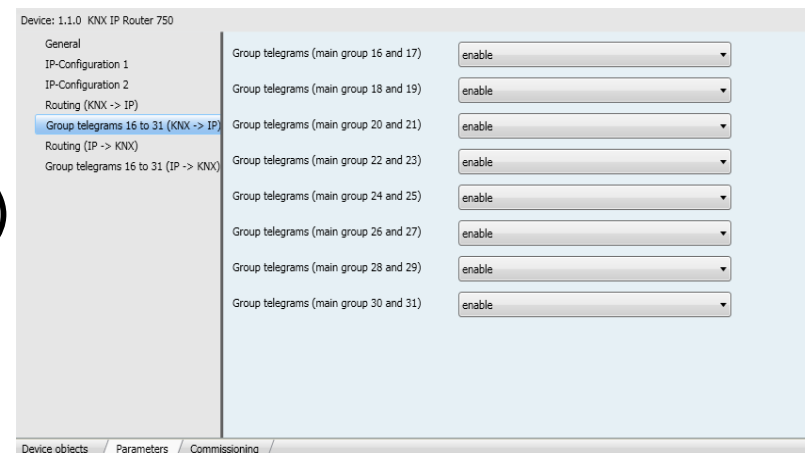 Device: 1.1.0 KNX IP Router 750
General
IP-Configuration 1
IP-Configuration 2
Routing (KNX -> IP)
Group telegrams 16 to 31 (KNX -> IP)
Routing (IP -> KNX)
Group telegrams 16 to 31 (IP -> KNX)
Group telegrams (main group 16 and 17) enable
Group telegrams (main group 18 and 19) enable
Group telegrams (main group 20 and 21) enable
Group telegrams (main group 22 and 23) enable
Group telegrams (main group 24 and 25) enable
Group telegrams (main group 26 and 27) enable
Group telegrams (main group 28 and 29) enable
Group telegrams (main group 30 and 31) enable
Device objects / Parameters / Commissioning /